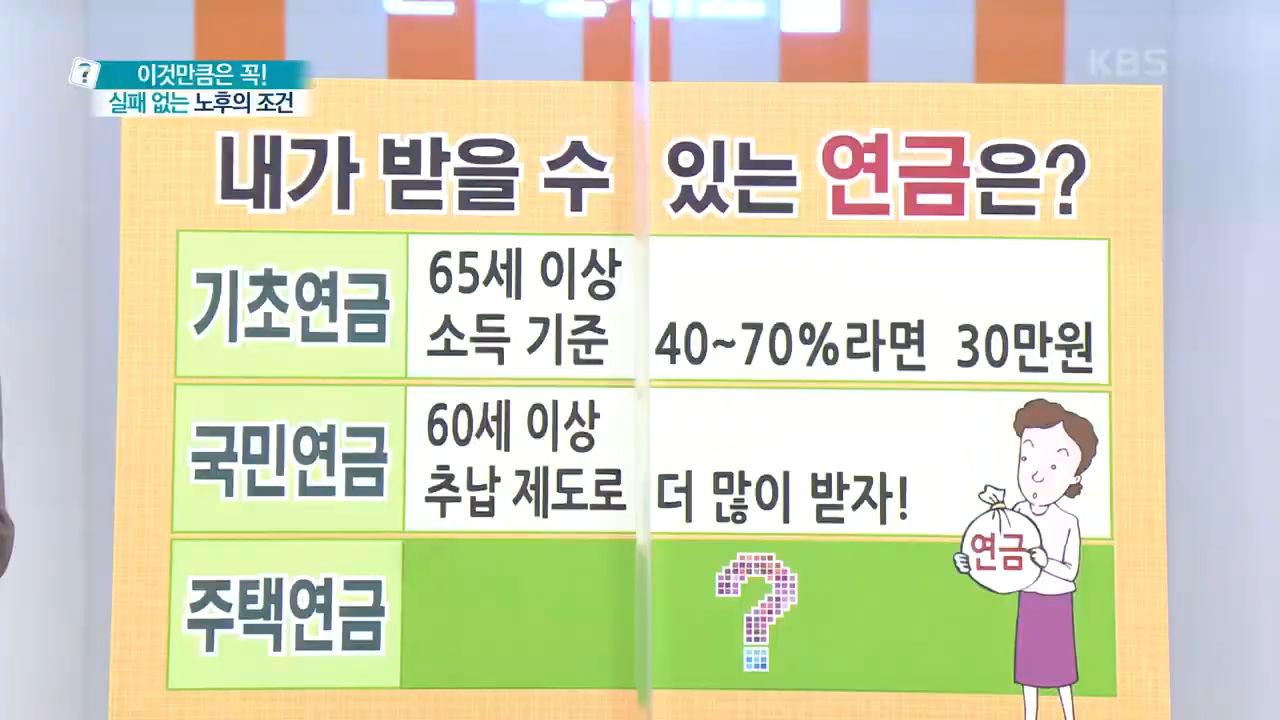 이것만큼은 꼭!
실패 없는 노후의 조건
KBS
내가 받을 수 있는 연금은?
기초연금
65세 이상
소득 기준 40~70%라면 30만원
국민연금
60세 이상
추납 제도로 더 많이 받자!
연금
주택연금
?